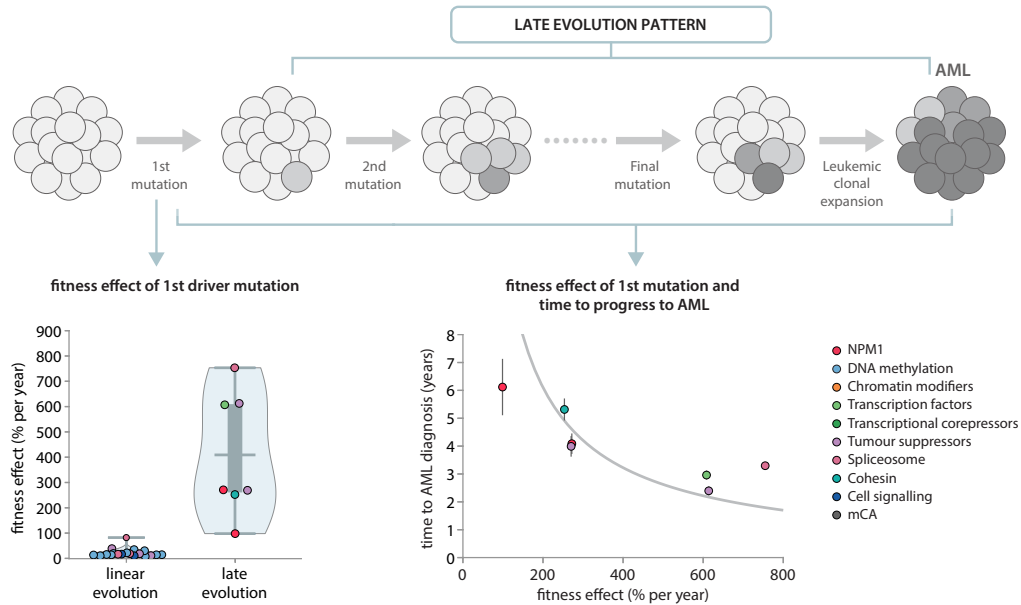 LATE EVOLUTION PATTERN
AML
1st
mutation
2nd
mutation
Final
mutation
Leukemic
clonal
expansion
fitness effect of 1st driver mutation
fitness effect (% per year)
900
800
700
600
500
400
300
200
100
0
linear
evolution
late
evolution
fitness effect of 1st mutation and
time to progress to AML
time to AML diagnosis (years)
8
7
6
5
4
3
2
1
0
0
200
400
600
800
fitness effect (% per year)
NPM1
DNA methylation
Chromatin modifiers
Transcription factors
Transcriptional corepressors
Tumour suppressors
Spliceosome
Cohesin
Cell signalling
mCA